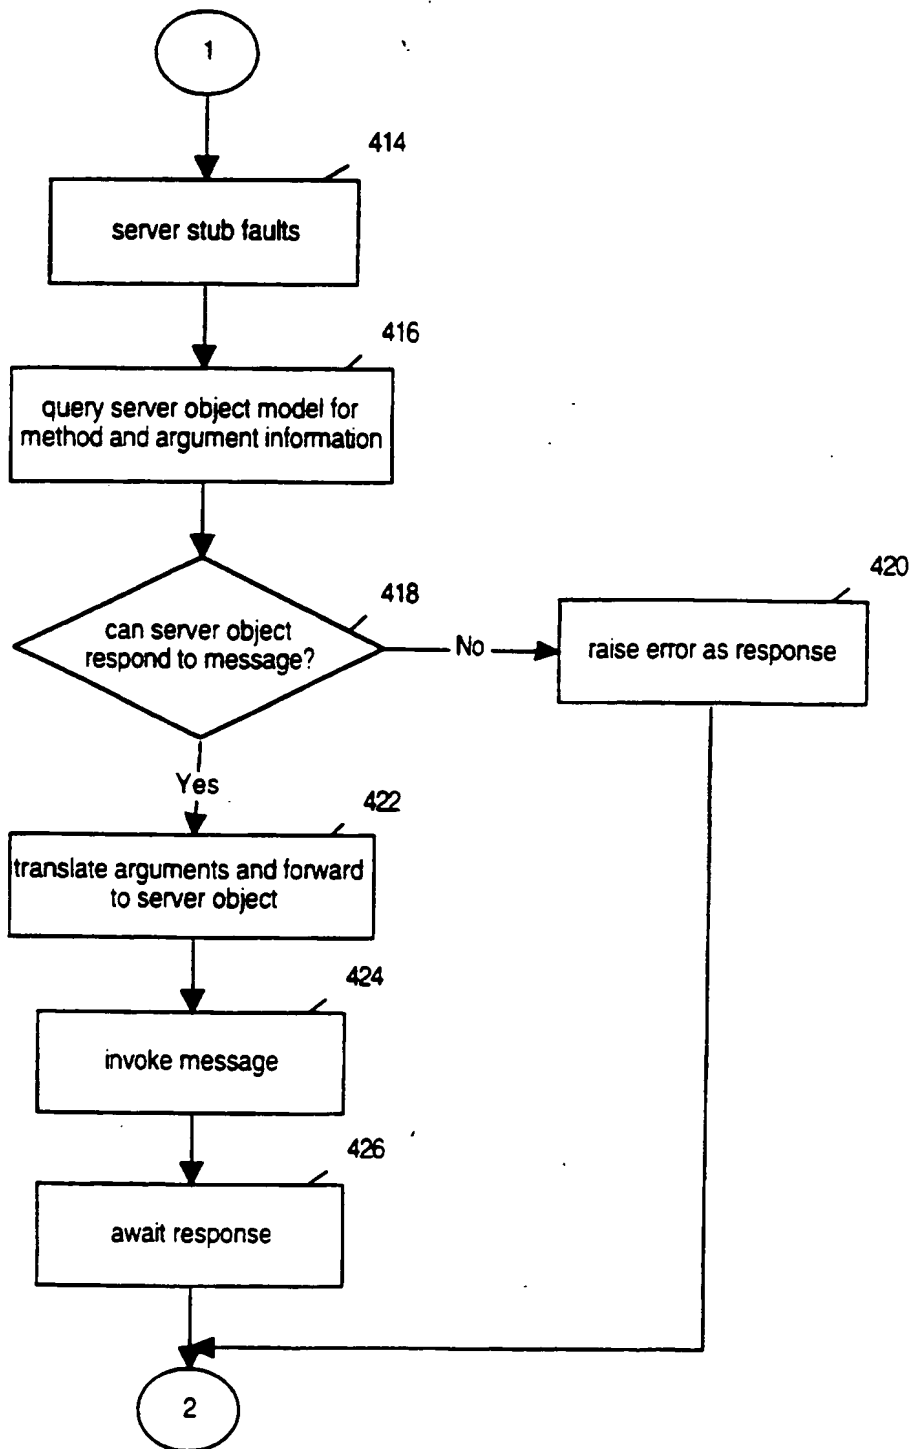 1
414
server stub faults
416
query server object model for
method and argument information
418
can server object
respond to message?
No
420
raise error as response
Yes
422
translate arguments and forward
to server object
424
invoke message
426
await response
2